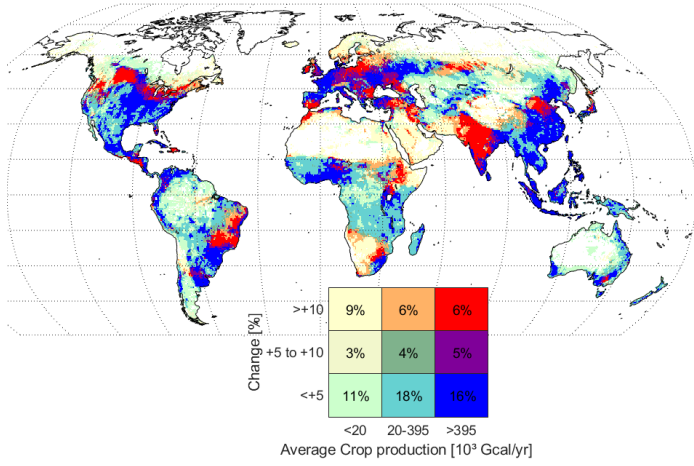 >+10 9% 6% 6%
Change [%]
+5 to +10 3% 4% 5%
<+5 11% 18% 18%
<20 20-395 >395
Average Crop production [10³ Gcal/yr]